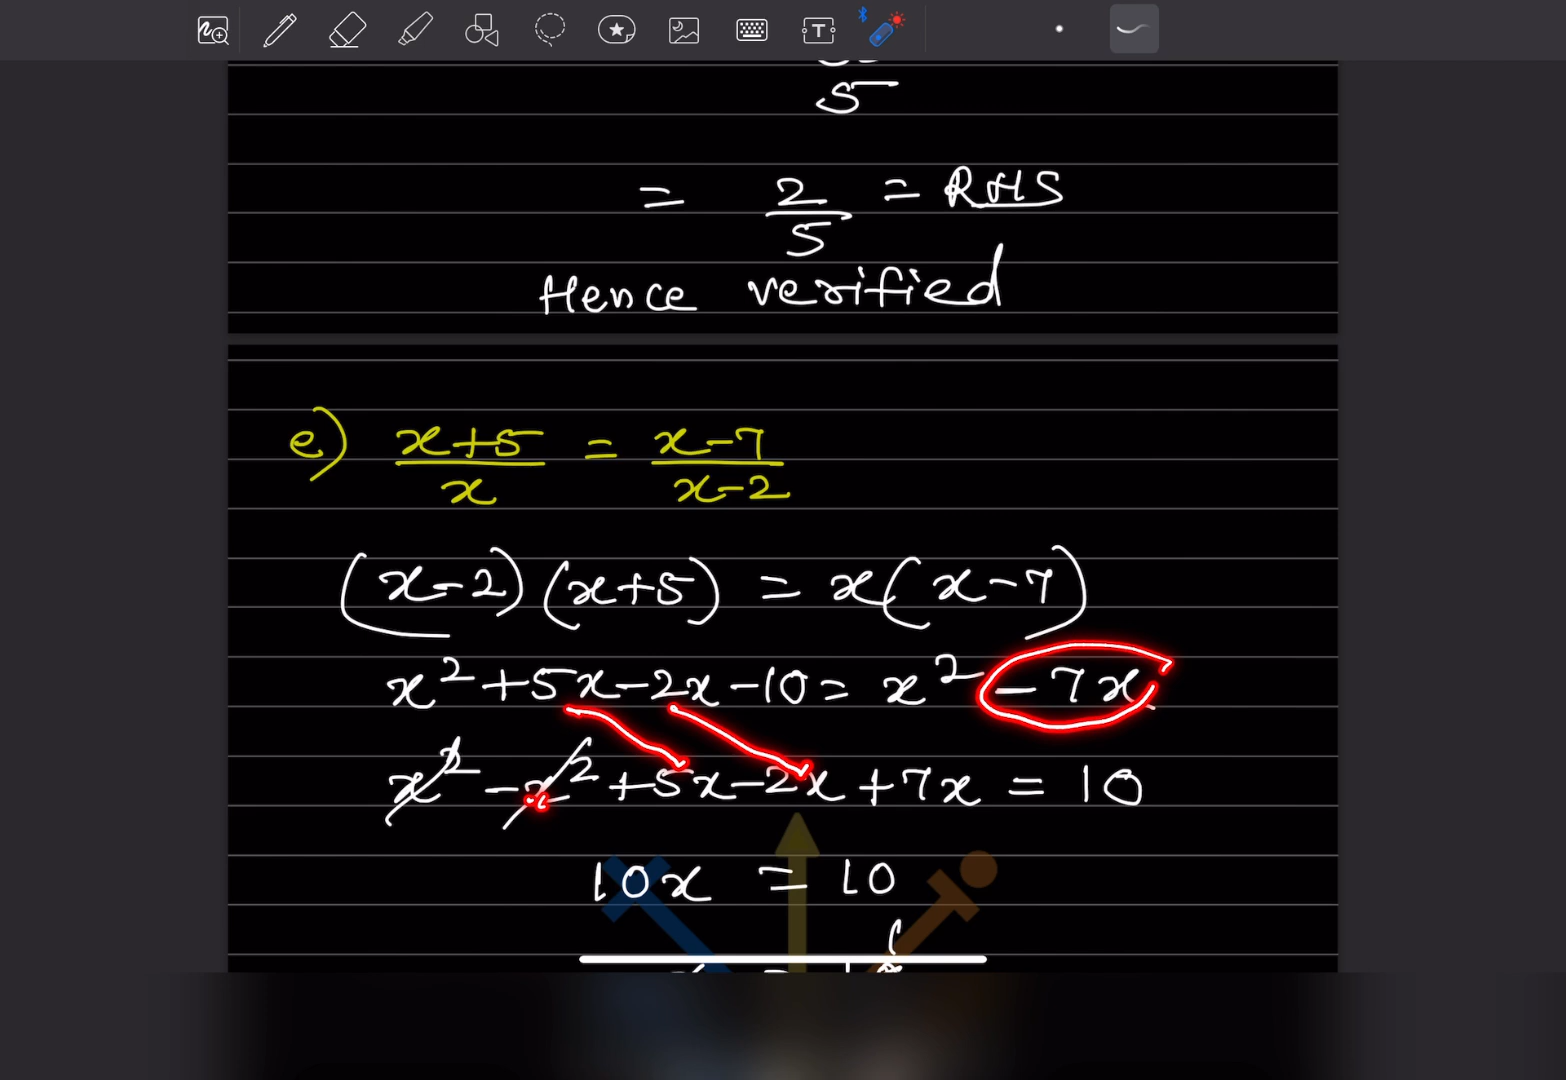 5
= 2/5 = RHS
Hence verified
e) x+5/x = x-7/x-2
(x-2)(x+5) = x(x-7)
x²+5x-2x-10 = x²-7x
x²-x²+5x-2x+7x = 10
10x = 10